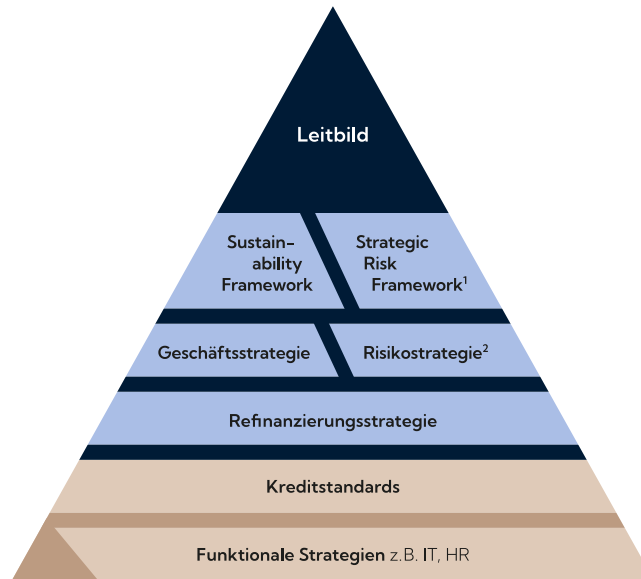 Leitbild
Sustain-
ability
Framework
Strategic
Risk
Framework¹
Geschäftsstrategie
Risikostrategie²
Refinanzierungsstrategie
Kreditstandards
Funktionale Strategien z.B. IT, HR